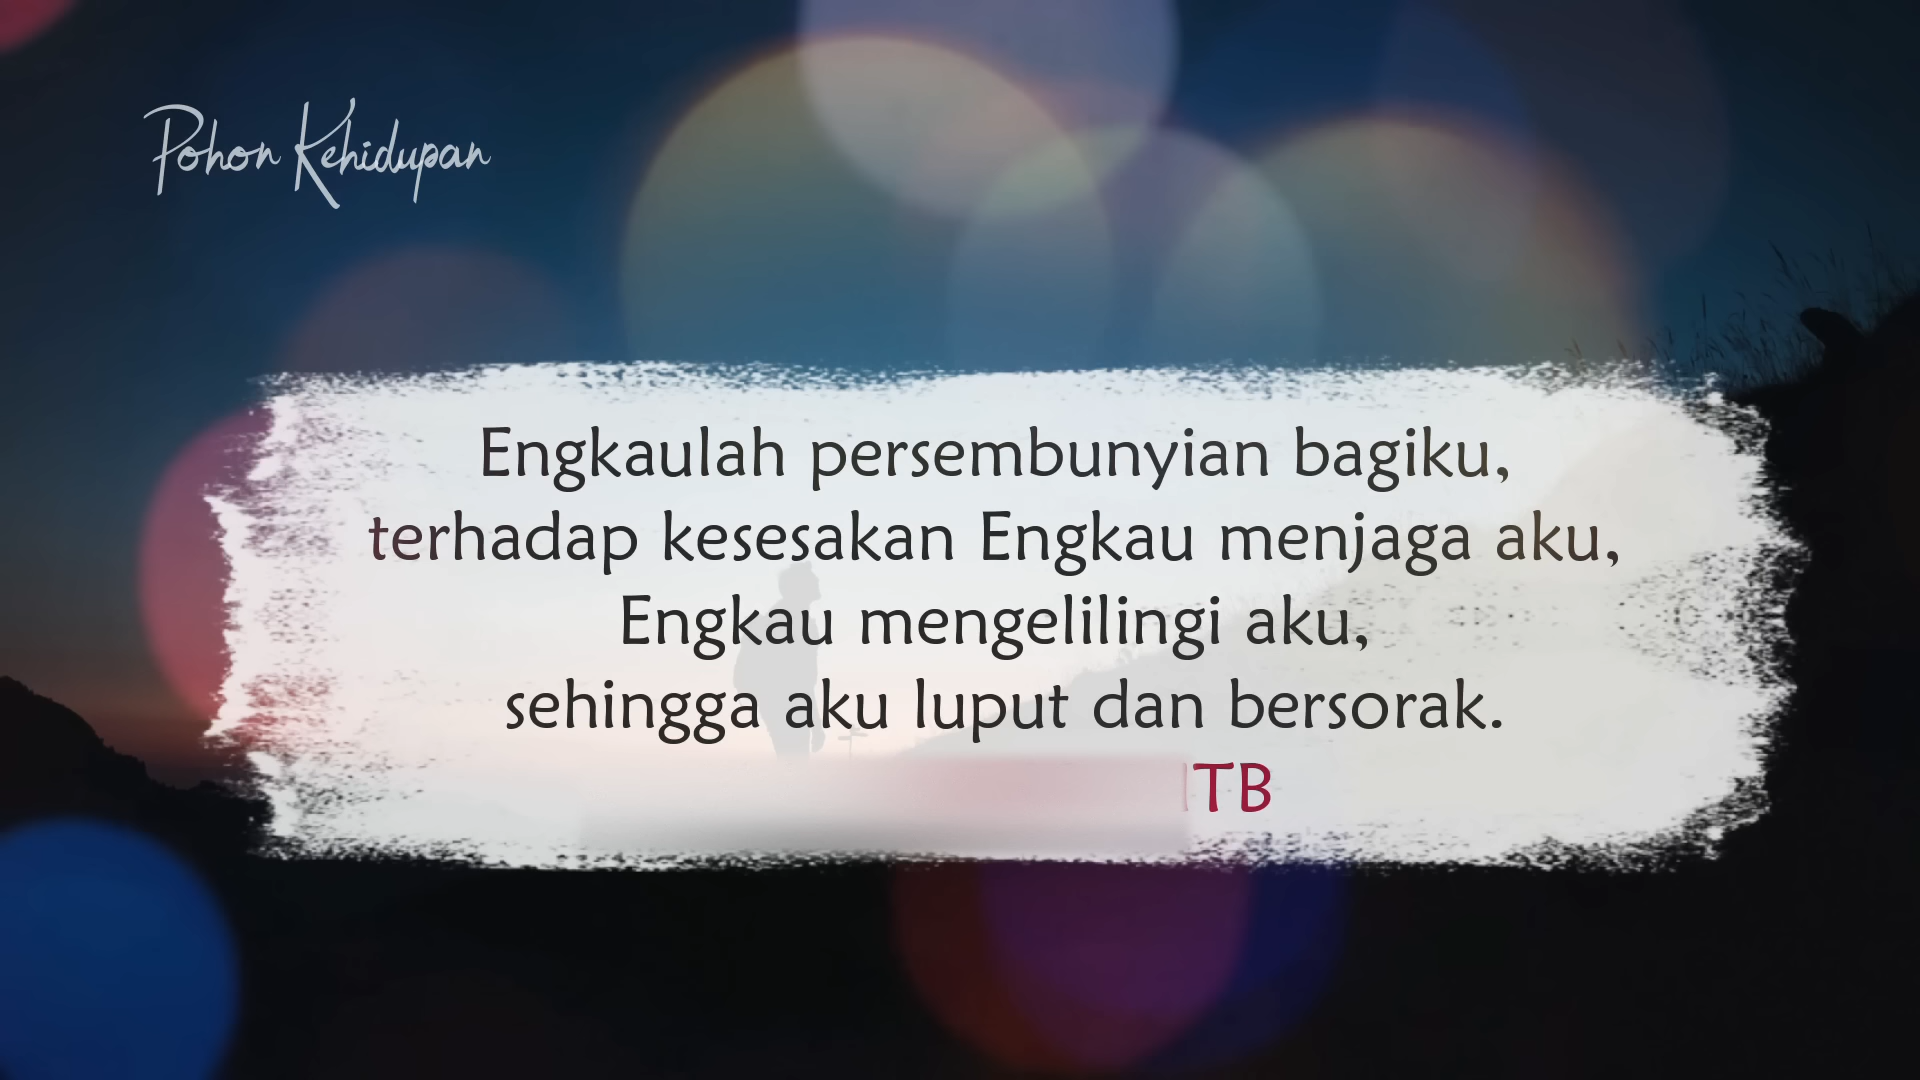 Pohon Kehidupan
Engkaulah persembunyian bagiku,
terhadap kesesakan Engkau menjaga aku,
Engkau mengelilingi aku,
sehingga aku luput dan bersorak.
TB